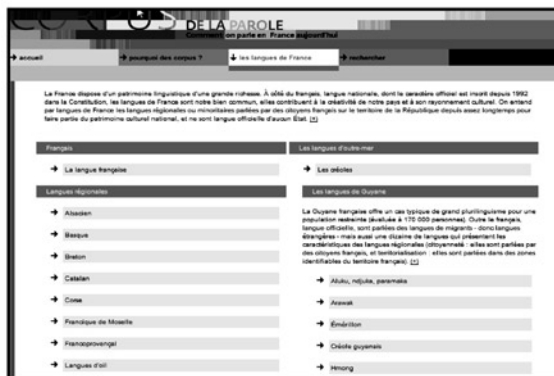 CORPUS DE LA PAROLE
Comment on parle en France aujourd'hui
accueil
pourquoi des corpus ?
les langues de France
rechercher
La France dispose d'un patrimoine linguistique d'une grande richesse. À côté du français, langue nationale, dont le caractère officiel est inscrit depuis 1992
dans la Constitution, les langues de France sont notre bien commun, elles contribuent à la créativité de notre pays et à son rayonnement culturel. On entend
par langues de France les langues régionales ou minoritaires parlées par des citoyens français sur le territoire de la République depuis assez longtemps pour
faire partie du patrimoine culturel national, et ne sont langue officielle d'aucun État. [+]
Français
La langue française
Langues régionales
Alsacien
Basque
Breton
Catalan
Corse
Francique de Moselle
Francoprovençal
Langues d'oïl
Les langues d'outre-mer
Les créoles
Les langues de Guyane
La Guyane française offre un cas typique de grand plurilinguisme pour une
population restreinte (évaluée à 170 000 personnes). Outre le français,
langue officielle, sont parlées des langues de migrants - donc langues
étrangères - mais aussi une dizaine de langues qui présentent les
caractéristiques des langues régionales (citoyenneté : elles sont parlées par
des citoyens français, et territorialisation : elles sont parlées dans des zones
identifiables du territoire français). [+]
Aluku, ndjuka, paramaka
Arawak
Émérillon
Créole guyanais
Hmong